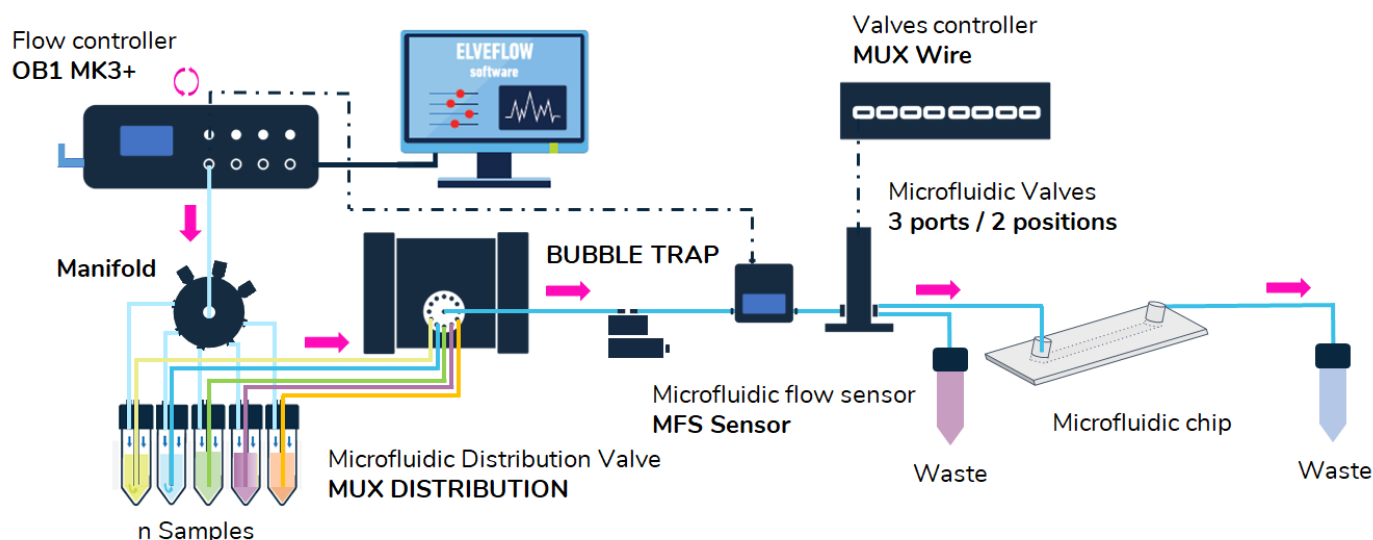 Flow controller
OB1 MK3+
ELVEFLOW
software
Valves controller
MUX Wire
Microfluidic Valves
3 ports / 2 positions
Manifold
BUBBLE TRAP
Microfluidic flow sensor
MFS Sensor
Microfluidic chip
Waste
Waste
Microfluidic Distribution Valve
MUX DISTRIBUTION
n Samples